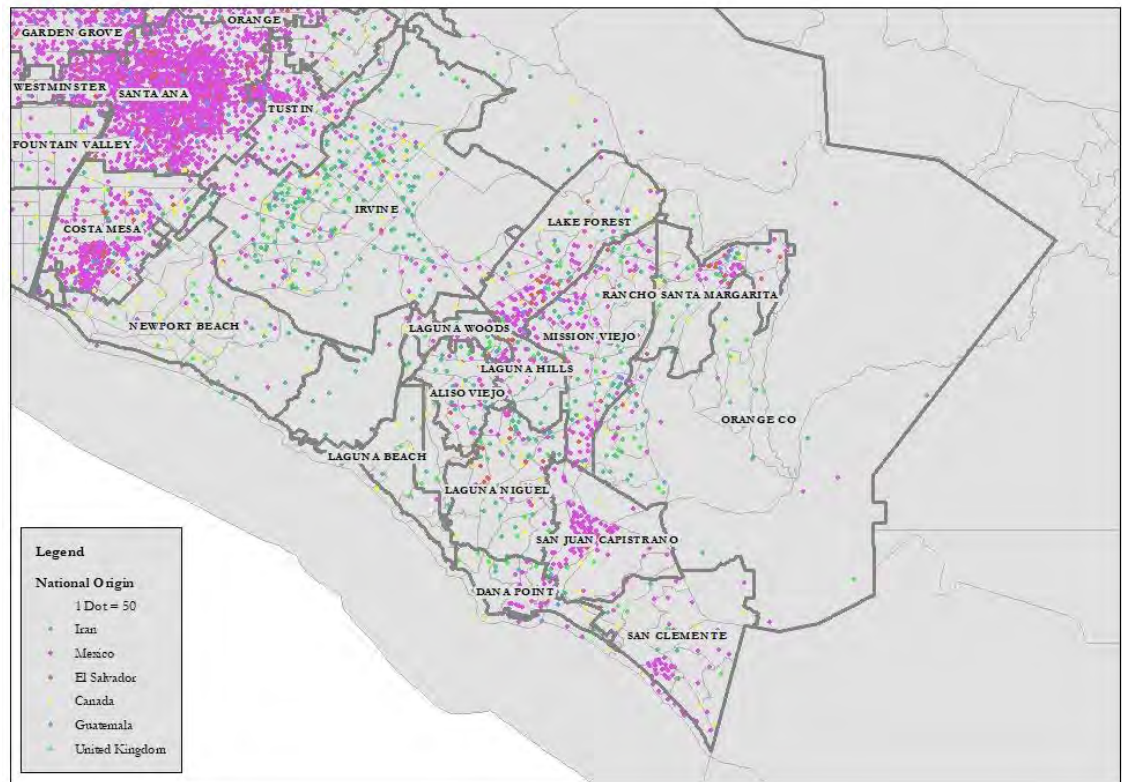 ORANGE
GARDEN GROVE
WESTMINSTER
SANTA ANA
TUSTIN
FOUNTAIN VALLEY
IRVINE
LAKE FOREST
COSTA MESA
RANCHO SANTA MARGARITA
NEWPORT BEACH
LAGUNA WOODS
MISSION VIEJO
LAGUNA HILLS
ALISO VIEJO
ORANGE CO
LAGUNA BEACH
LAGUNA NIGUEL
SAN JUAN CAPISTRANO
DANA POINT
SAN CLEMENTE
Legend
National Origin
1 Dot = 50
Iran
Mexico
El Salvador
Canada
Guatemala
United Kingdom